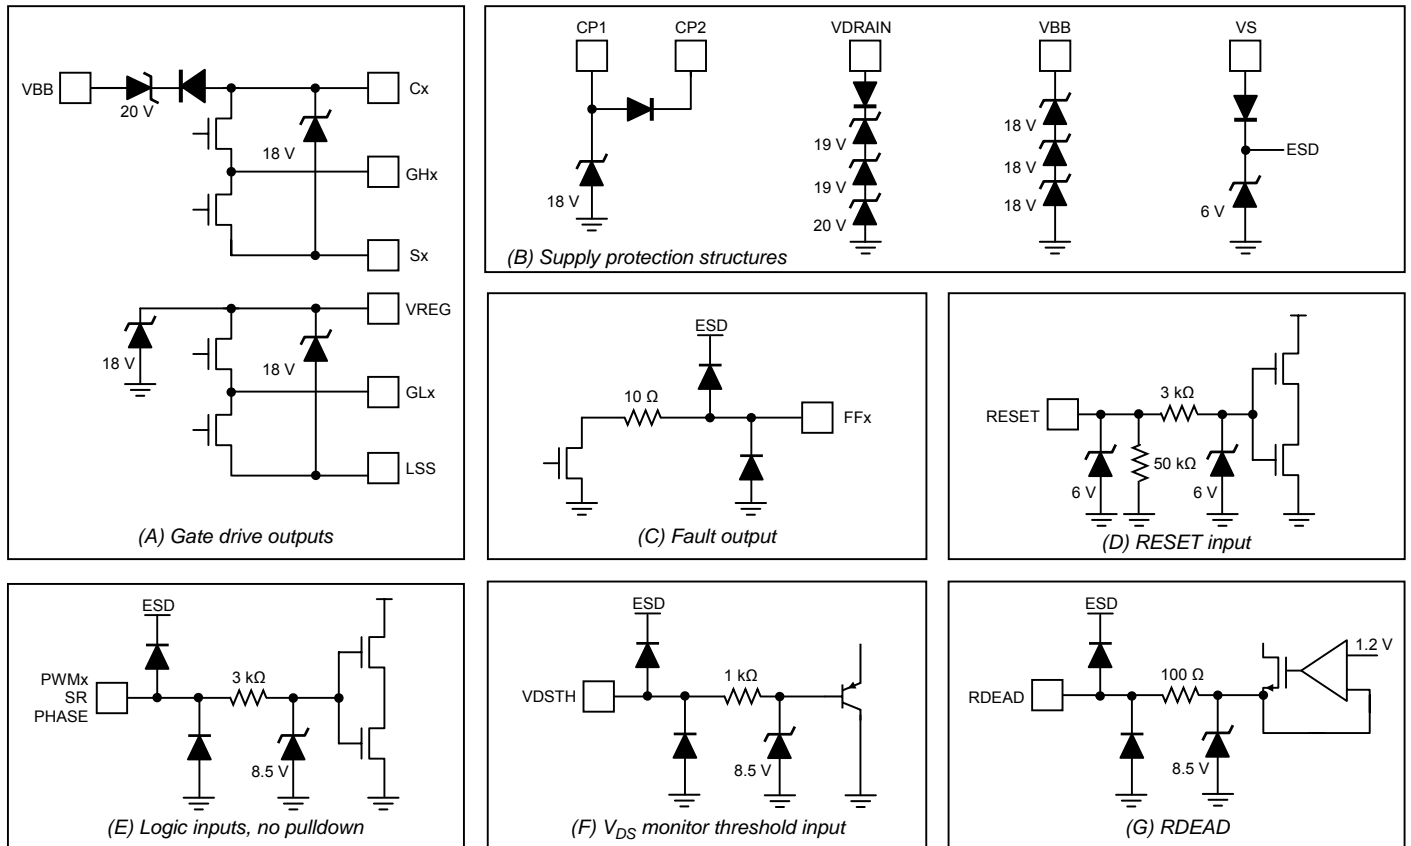 VBB
20 V
Cx
18 V
GHx
Sx
VREG
18 V
18 V
GLx
LSS
(A) Gate drive outputs
CP1
CP2
VDRAIN
VBB
VS
18 V
19 V
19 V
20 V
18 V
18 V
18 V
ESD
6 V
(B) Supply protection structures
ESD
10 Ω
FFx
(C) Fault output
RESET
3 kΩ
50 kΩ
6 V
6 V
(D) RESET input
ESD
PWMx
SR
PHASE
3 kΩ
8.5 V
(E) Logic inputs, no pulldown
ESD
VDSTH
1 kΩ
8.5 V
(F) VDS monitor threshold input
ESD
1.2 V
RDEAD
100 Ω
8.5 V
(G) RDEAD